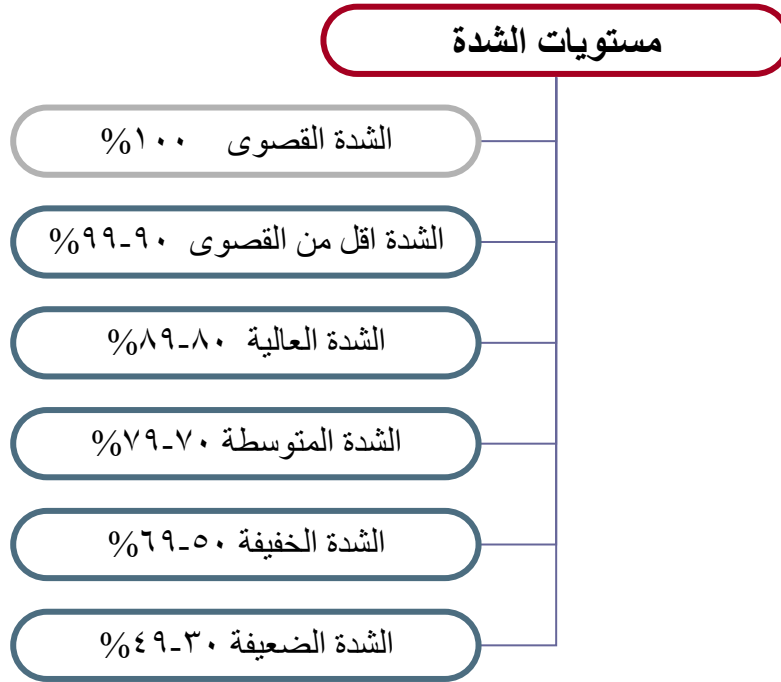 مستويات الشدة
الشدة القصوى ١٠٠%
الشدة اقل من القصوى ٩٠-٩٩%
الشدة العالية ٨٠-٨٩%
الشدة المتوسطة ٧٠-٧٩%
الشدة الخفيفة ٥٠-٦٩%
الشدة الضعيفة ٣٠-٤٩%